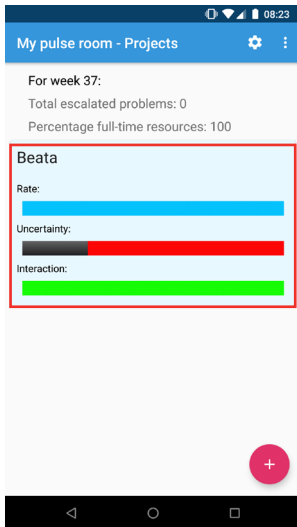 08:23
My pulse room - Projects
For week 37:
Total escalated problems: 0
Percentage full-time resources: 100
Beata
Rate:
Uncertainty:
Interaction:
+